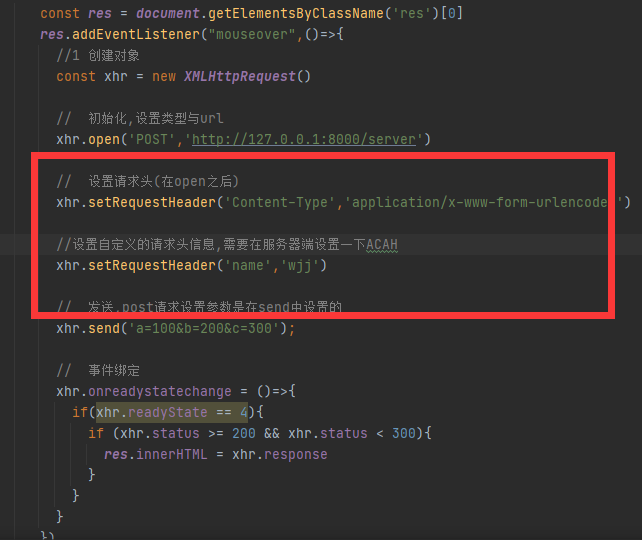 const res = document.getElementsByClassName('res')[0]
res.addEventListener("mouseover",()=>{
//1 创建对象
const xhr = new XMLHttpRequest()
// 初始化,设置类型与url
xhr.open('POST','http://127.0.0.1:8000/server')
// 设置请求头(在open之后)
xhr.setRequestHeader('Content-Type','application/x-www-form-urlencode')
//设置自定义的请求头信息,需要在服务器端设置一下ACAH
xhr.setRequestHeader('name','wjj')
// 发送,post请求设置参数是在send中设置的
xhr.send('a=100&b=200&c=300');
// 事件绑定
xhr.onreadystatechange = ()=>{
if(xhr.readyState == 4){
if (xhr.status >= 200 && xhr.status < 300){
res.innerHTML = xhr.response
}
}
}
})